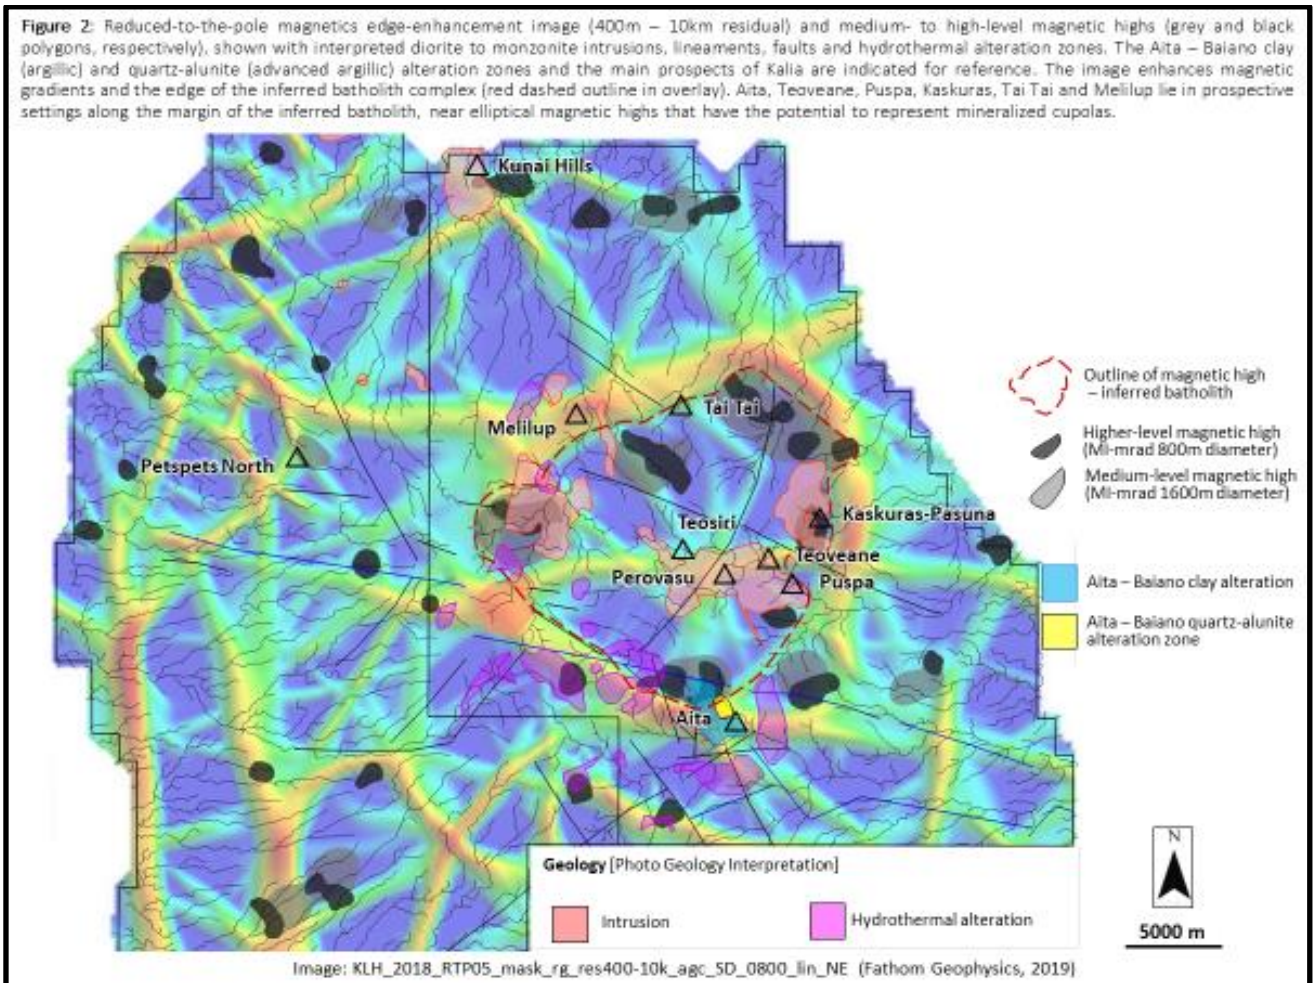 Figure 2: Reduced-to-the-pole magnetics edge-enhancement image (400m – 10km residual) and medium- to high-level magnetic highs (grey and black
polygons, respectively), shown with interpreted diorite to monzonite intrusions, lineaments, faults and hydrothermal alteration zones. The Aita – Baiano clay
(argillic) and quartz-alunite (advanced argillic) alteration zones and the main prospects of Kalia are indicated for reference. The image enhances magnetic
gradients and the edge of the inferred batholith complex (red dashed outline in overlay). Aita, Teoveane, Puspa, Kaskuras, Tai Tai and Melilup lie in prospective
settings along the margin of the inferred batholith, near elliptical magnetic highs that have the potential to represent mineralized cupolas.
Kunai Hills
Tai Tai
Melilup
Petspets North
Kaskuras-Pasuna
Teosiri
Teoveane
Perovasu
Puspa
Aita
Outline of magnetic high
– inferred batholith
Higher-level magnetic high
(MI-mrad 800m diameter)
Medium-level magnetic high
(MI-mrad 1600m diameter)
Aita – Baiano clay alteration
Aita – Baiano quartz-alunite
alteration zone
Geology [Photo Geology Interpretation]
Intrusion
Hydrothermal alteration
N
5000 m
Image: KLH_2018_RTP05_mask_rg_res400-10k_agc_SD_0800_lin_NE (Fathom Geophysics, 2019)